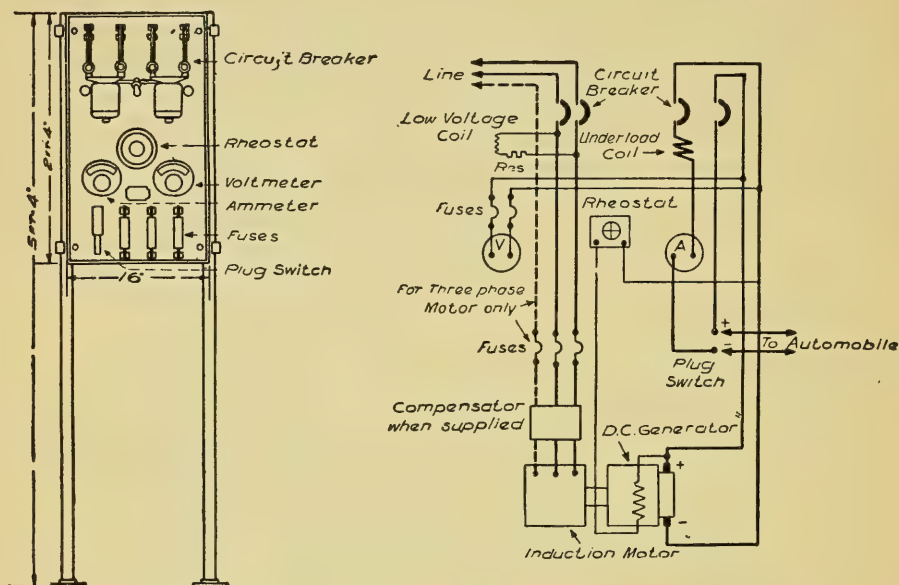 Circuit Breaker
Rheostat
Voltmeter
Ammeter
Fuses
Plug Switch
16"
Line
Circuit
Breaker
Low Voltage
Coil
Res
Underload
Coil
Fuses
Rheostat
V
A
For Three phase
Motor only
Fuses
+
-
To Automobile
Plug
Switch
Compensator
when supplied
D.C. Generator
+
-
Induction Motor